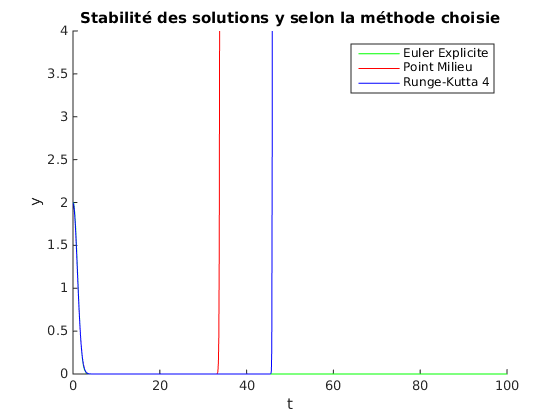 Stabilité des solutions y selon la méthode choisie
Euler Explicite
Point Milieu
Runge-Kutta 4
4
3.5
3
2.5
2
1.5
1
0.5
0
y
0 20 40 60 80 100
t